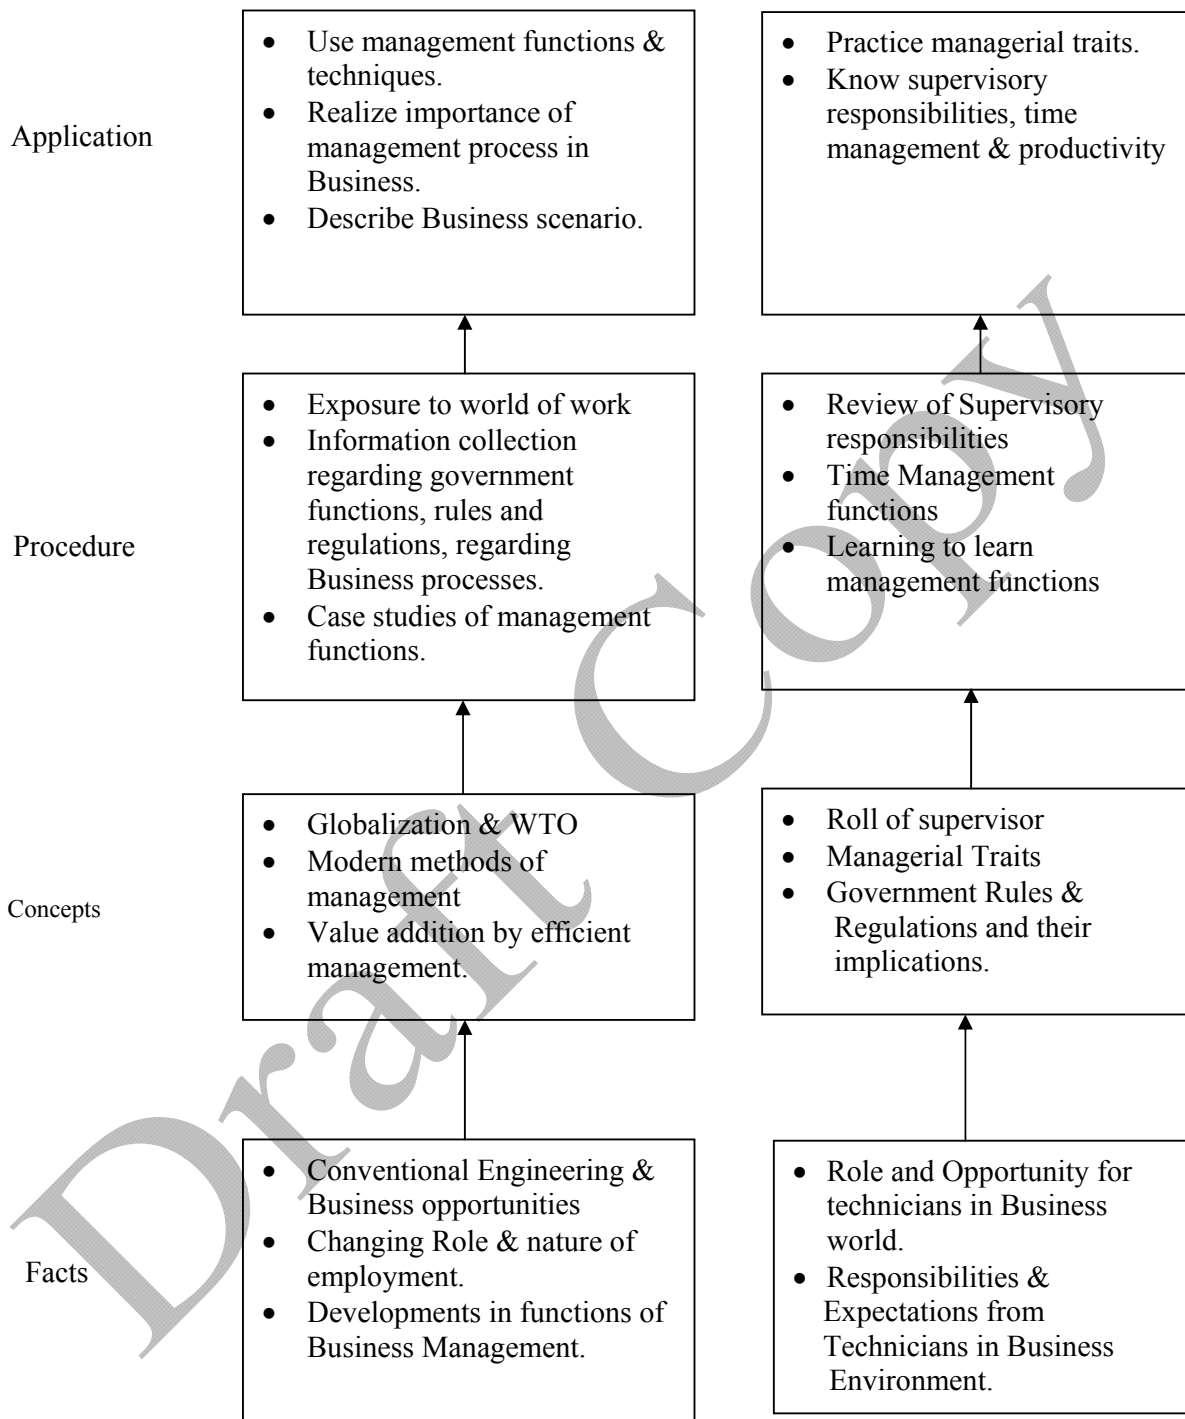 Application
• Use management functions &
techniques.
• Realize importance of
management process in
Business.
• Describe Business scenario.
• Practice managerial traits.
• Know supervisory
responsibilities, time
management & productivity
Procedure
• Exposure to world of work
• Information collection
regarding government
functions, rules and
regulations, regarding
Business processes.
• Case studies of management
functions.
• Review of Supervisory
responsibilities
• Time Management
functions
• Learning to learn
management functions
Concepts
• Globalization & WTO
• Modern methods of
management
• Value addition by efficient
management.
• Roll of supervisor
• Managerial Traits
• Government Rules &
Regulations and their
implications.
Facts
• Conventional Engineering &
Business opportunities
• Changing Role & nature of
employment.
• Developments in functions of
Business Management.
• Role and Opportunity for
technicians in Business
world.
• Responsibilities &
Expectations from
Technicians in Business
Environment.
Draft Copy